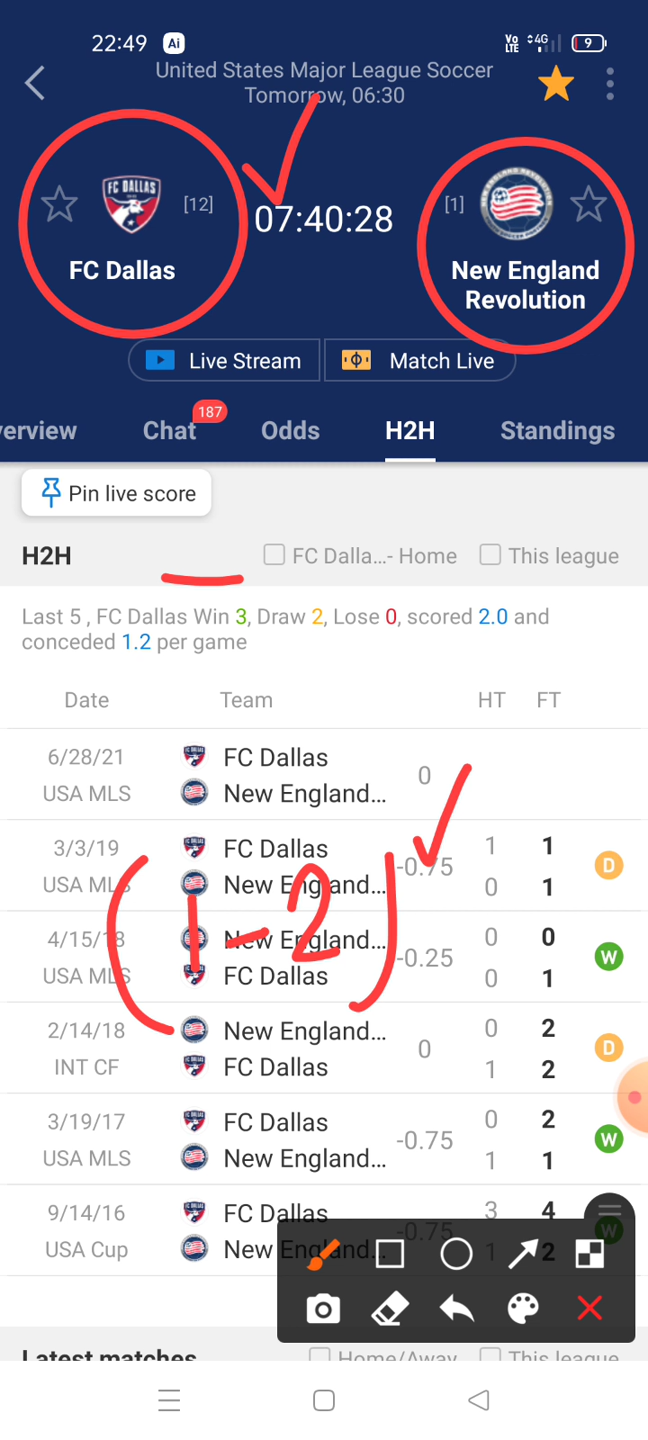 22:49 Ai Vo LTE 4G 9
United States Major League Soccer
Tomorrow, 06:30
FC DALLAS [12] 07:40:28 [1]
FC Dallas New England
Revolution
Live Stream Match Live
verview Chat 187 Odds H2H Standings
Pin live score
H2H FC Dalla...- Home This league
Last 5 , FC Dallas Win 3, Draw 2, Lose 0, scored 2.0 and
conceded 1.2 per game
Date Team HT FT
6/28/21 FC Dallas 0
USA MLS New England...
3/3/19 FC Dallas -0.75 1 1 D
USA MLS New England... 0 1
(1-2)
4/15/18 New England... -0.25 0 0 W
USA MLS FC Dallas 0 1
2/14/18 New England... 0 0 2 D
INT CF FC Dallas 1 2
3/19/17 FC Dallas -0.75 0 2 W
USA MLS New England... 1 1
9/14/16 FC Dallas -0.75 3 4 W
USA Cup New England... 1 2
Latest matches Home/Away This league